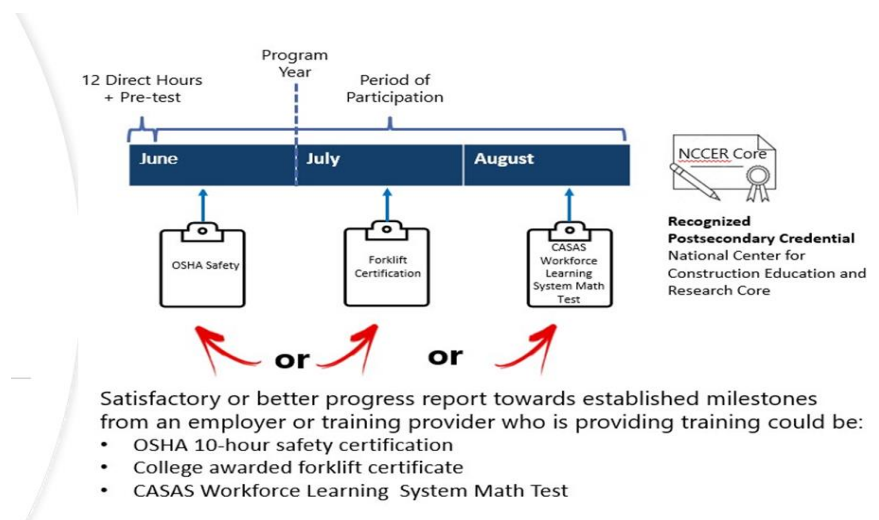 Program
Year
12 Direct Hours
+ Pre-test
Period of
Participation
June
July
August
OSHA Safety
Forklift
Certification
CASAS
Workforce
Learning
System Math
Test
NCCER Core
Recognized
Postsecondary Credential
National Center for
Construction Education and
Research Core
or
or
Satisfactory or better progress report towards established milestones
from an employer or training provider who is providing training could be:
• OSHA 10-hour safety certification
• College awarded forklift certificate
• CASAS Workforce Learning System Math Test